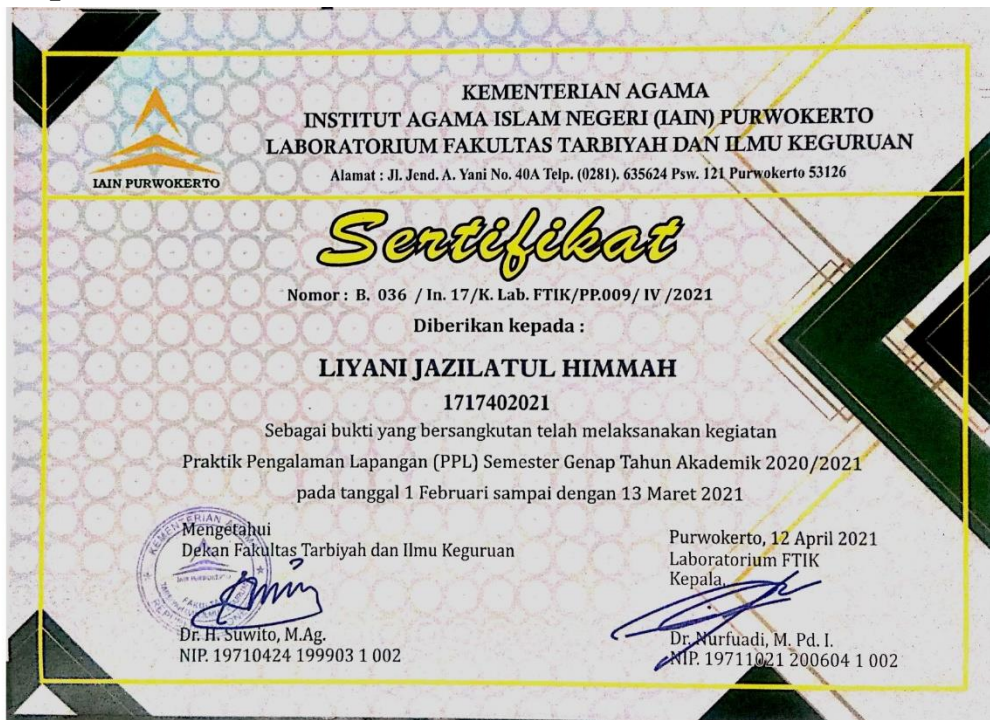 KEMENTERIAN AGAMA
INSTITUT AGAMA ISLAM NEGERI (IAIN) PURWOKERTO
LABORATORIUM FAKULTAS TARBIYAH DAN ILMU KEGURUAN
Alamat : Jl. Jend. A. Yani No. 40A Telp. (0281). 635624 Psw. 121 Purwokerto 53126
IAIN PURWOKERTO
Sertifikat
Nomor : B. 036 / In. 17/K. Lab. FTIK/PP.009/ IV /2021
Diberikan kepada :
LIYANI JAZILATUL HIMMAH
1717402021
Sebagai bukti yang bersangkutan telah melaksanakan kegiatan
Praktik Pengalaman Lapangan (PPL) Semester Genap Tahun Akademik 2020/2021
pada tanggal 1 Februari sampai dengan 13 Maret 2021
Mengetahui
Dekan Fakultas Tarbiyah dan Ilmu Keguruan
KEMENTERIAN AGAMA
IAIN PURWOKERTO
Dr. H. Suwito, M.Ag.
NIP. 19710424 199903 1 002
Purwokerto, 12 April 2021
Laboratorium FTIK
Kepala,
Dr. Nurfuadi, M. Pd. I.
NIP. 19711021 200604 1 002